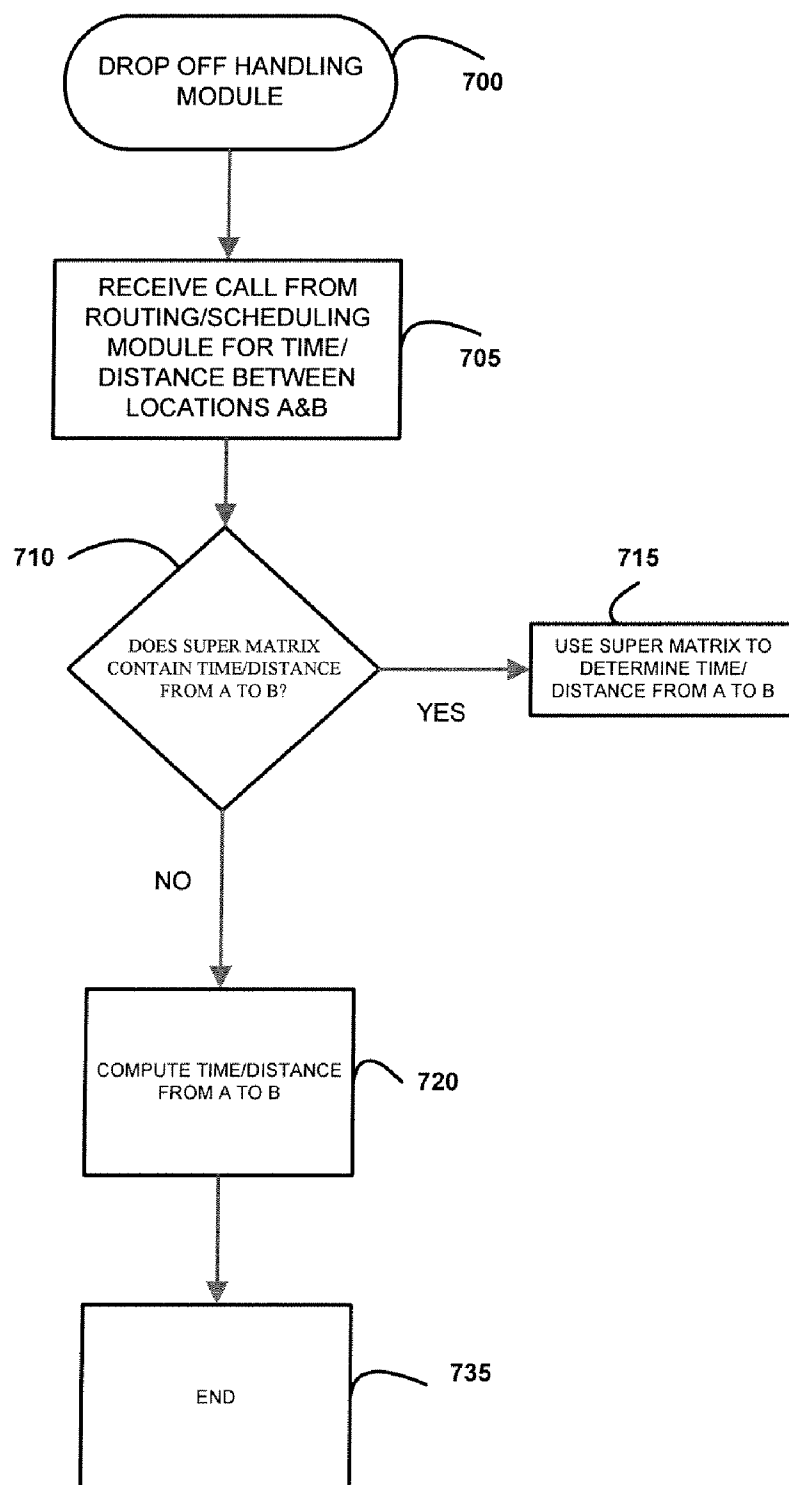 DROP OFF HANDLING
MODULE
700
RECEIVE CALL FROM
ROUTING/SCHEDULING
MODULE FOR TIME/
DISTANCE BETWEEN
LOCATIONS A&B
705
710
DOES SUPER MATRIX
CONTAIN TIME/DISTANCE
FROM A TO B?
YES
715
USE SUPER MATRIX TO
DETERMINE TIME/
DISTANCE FROM A TO B
NO
COMPUTE TIME/DISTANCE
FROM A TO B
720
END
735